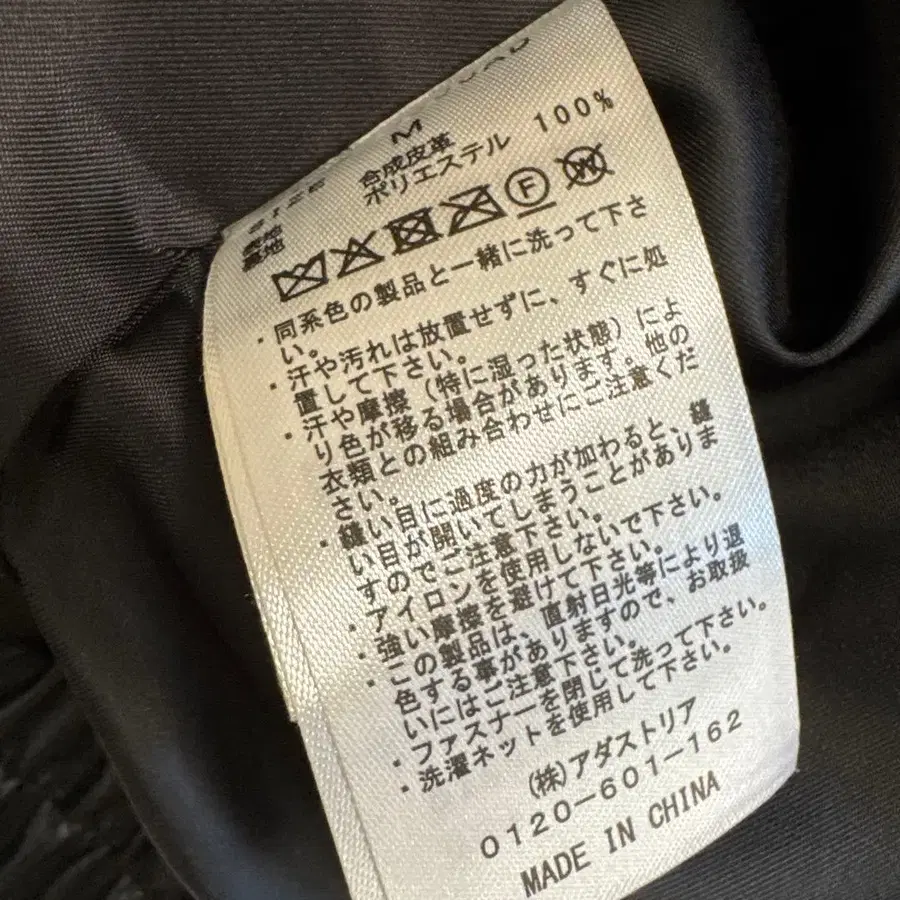 SIZE M
表地 合成皮革
裏地 ポリエステル 100%
F W
・同系色の製品と一緒に洗って下さ
い。
・汗や汚れは放置せずに、すぐに処
置して下さい。
・汗や摩擦（特に湿った状態）によ
り色が移る場合があります。他の
衣類との組み合わせにご注意くだ
さい。
・縫い目に過度の力が加わると、縫
い目が開いてしまうことがありま
すのでご注意下さい。
・アイロンを使用しないで下さい。
・強い摩擦を避けて下さい。
・この製品は、直射日光等により退
色する事がありますので、お取扱
いにはご注意下さい。
・ファスナーを閉じて洗って下さい。
・洗濯ネットを使用して下さい。
(株)アダストリア
0120-601-162
MADE IN CHINA